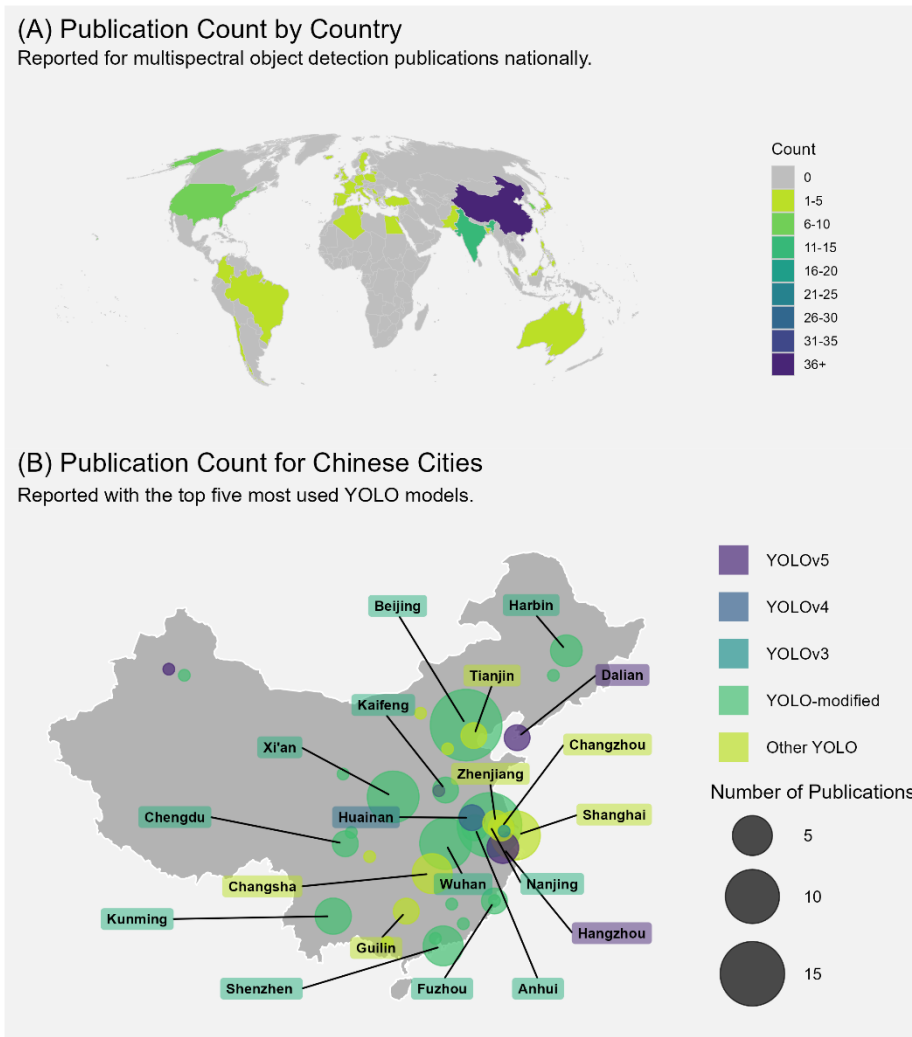 (A) Publication Count by Country
Reported for multispectral object detection publications nationally.
Count
0
1-5
6-10
11-15
16-20
21-25
26-30
31-35
36+
(B) Publication Count for Chinese Cities
Reported with the top five most used YOLO models.
YOLOv5
YOLOv4
YOLOv3
YOLO-modified
Other YOLO
Number of Publications
5
10
15
Beijing
Harbin
Tianjin
Dalian
Kaifeng
Xi'an
Changzhou
Zhenjiang
Chengdu
Huainan
Shanghai
Changsha
Wuhan
Nanjing
Kunming
Hangzhou
Guilin
Shenzhen
Fuzhou
Anhui